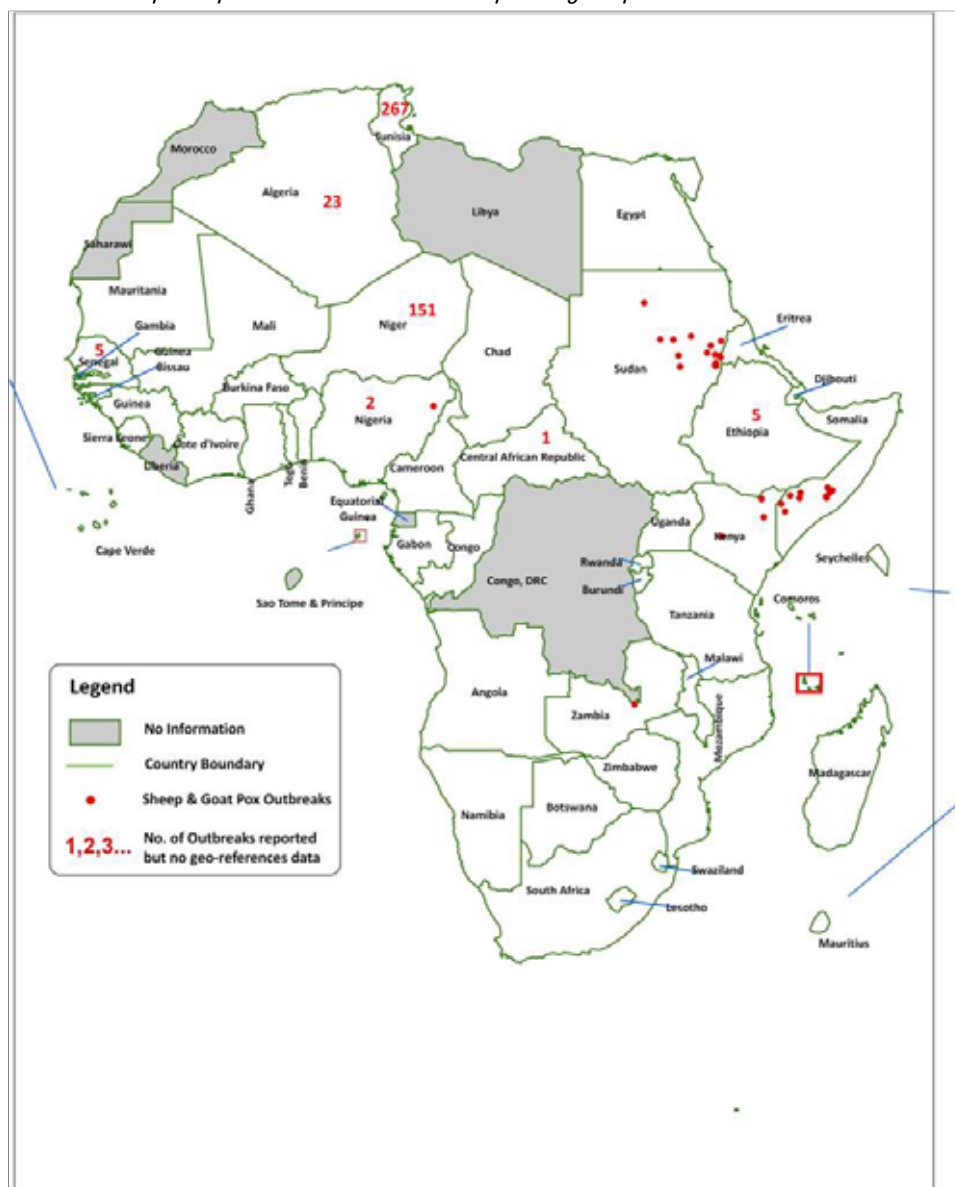 267
Tunisia
Morocco
Algeria
23
Libya
Egypt
Saharawi
Mauritania
Gambia
Mali
Niger
151
Chad
Sudan
Eritrea
5
Senegal
Guinea
Bissau
Burkina Faso
Djibouti
Guinea
2
Nigeria
5
Ethiopia
Somalia
Sierra Leone
Cote d'Ivoire
Liberia
1
Central African Republic
Cameroon
Ghana
Togo
Benin
Equatorial
Guinea
Uganda
Kenya
Cape Verde
Gabon
Congo
Rwanda
Seychelles
Congo, DRC
Burundi
Sao Tome & Principe
Tanzania
Comoros
Malawi
Legend
No Information
Country Boundary
Sheep & Goat Pox Outbreaks
1,2,3... No. of Outbreaks reported
but no geo-references data
Angola
Zambia
Mozambique
Zimbabwe
Madagascar
Namibia
Botswana
Swaziland
South Africa
Lesotho
Mauritius